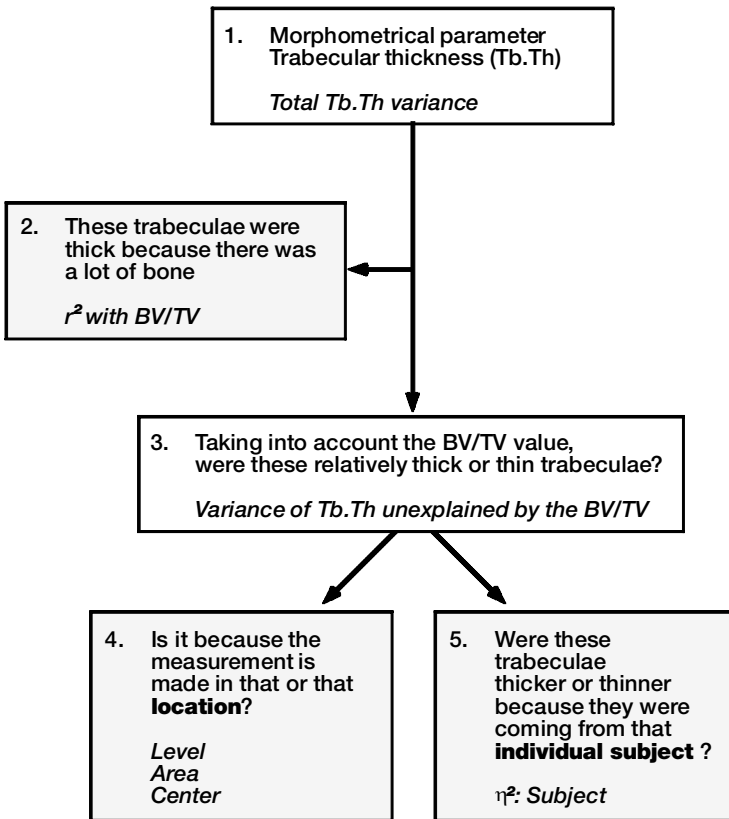 1. Morphometrical parameter
Trabecular thickness (Tb.Th)
Total Tb.Th variance
2. These trabeculae were
thick because there was
a lot of bone
r² with BV/TV
3. Taking into account the BV/TV value,
were these relatively thick or thin trabeculae?
Variance of Tb.Th unexplained by the BV/TV
4. Is it because the
measurement is
made in that or that
location?
Level
Area
Center
5. Were these
trabeculae
thicker or thinner
because they were
coming from that
individual subject ?
η²: Subject